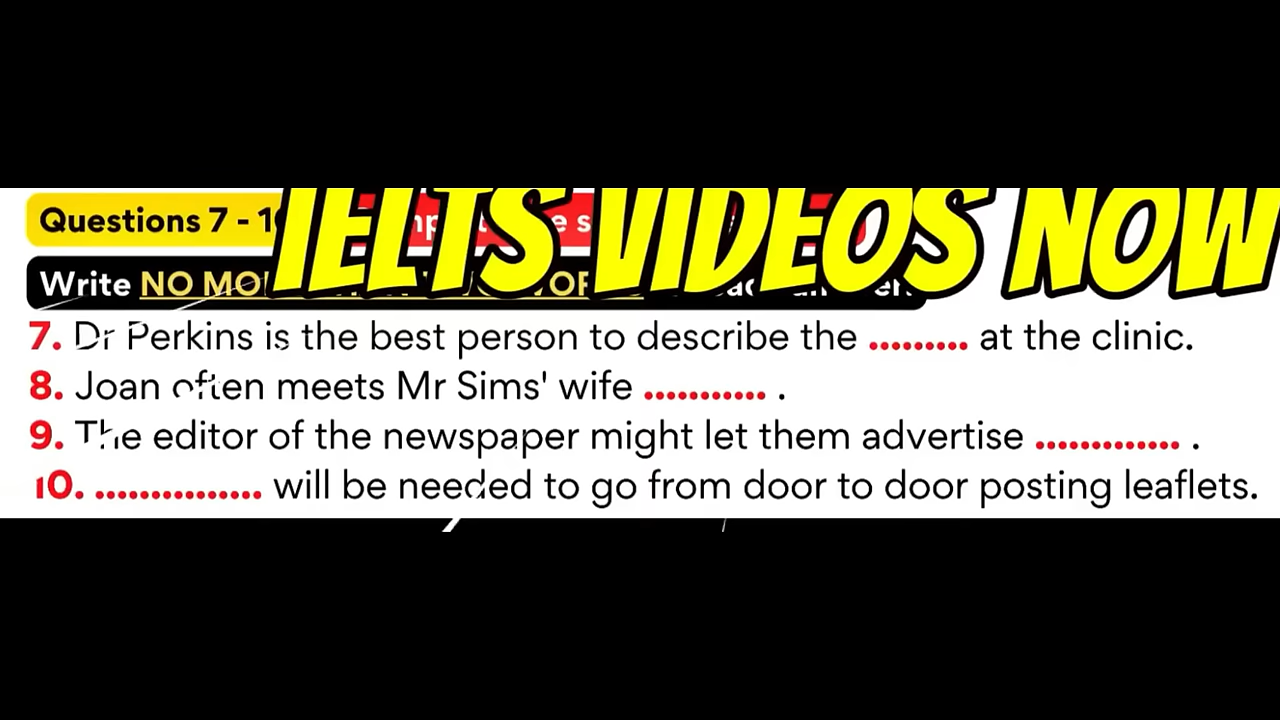 IELTS VIDEOS NOW
Questions 7 - 10
Write NO
7. Dr Perkins is the best person to describe the ......... at the clinic.
8. Joan often meets Mr Sims' wife ........... .
9. The editor of the newspaper might let them advertise ............. .
10. ............... will be needed to go from door to door posting leaflets.